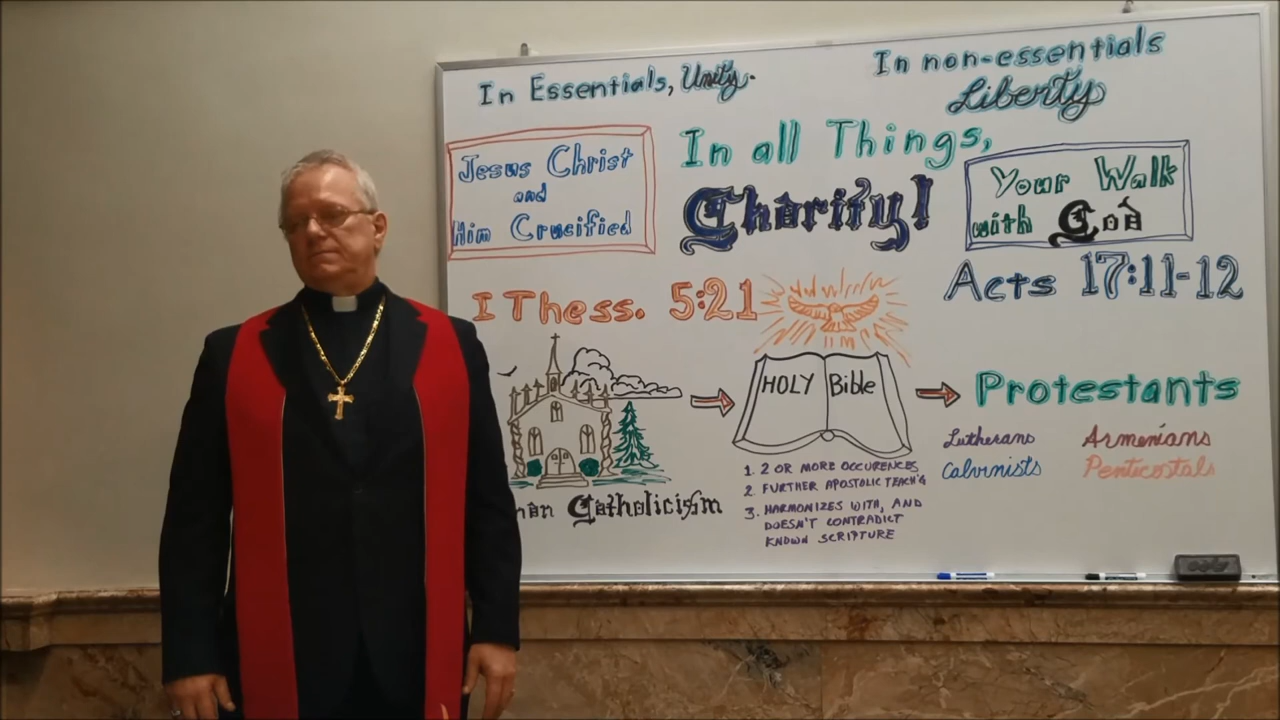 In Essentials, Unity.
In non-essentials
Liberty
In all Things,
Charity!
Jesus Christ
and
Him Crucified
Your Walk
with God
Acts 17:11-12
I Thess. 5:21
HOLY Bible
Protestants
Lutherans
Armenians
Calvinists
Pentecostals
Catholicism
1. 2 OR MORE OCCURENCES
2. FURTHER APOSTOLIC TEACH'G
3. HARMONIZES WITH, AND
DOESN'T CONTRADICT
KNOWN SCRIPTURE